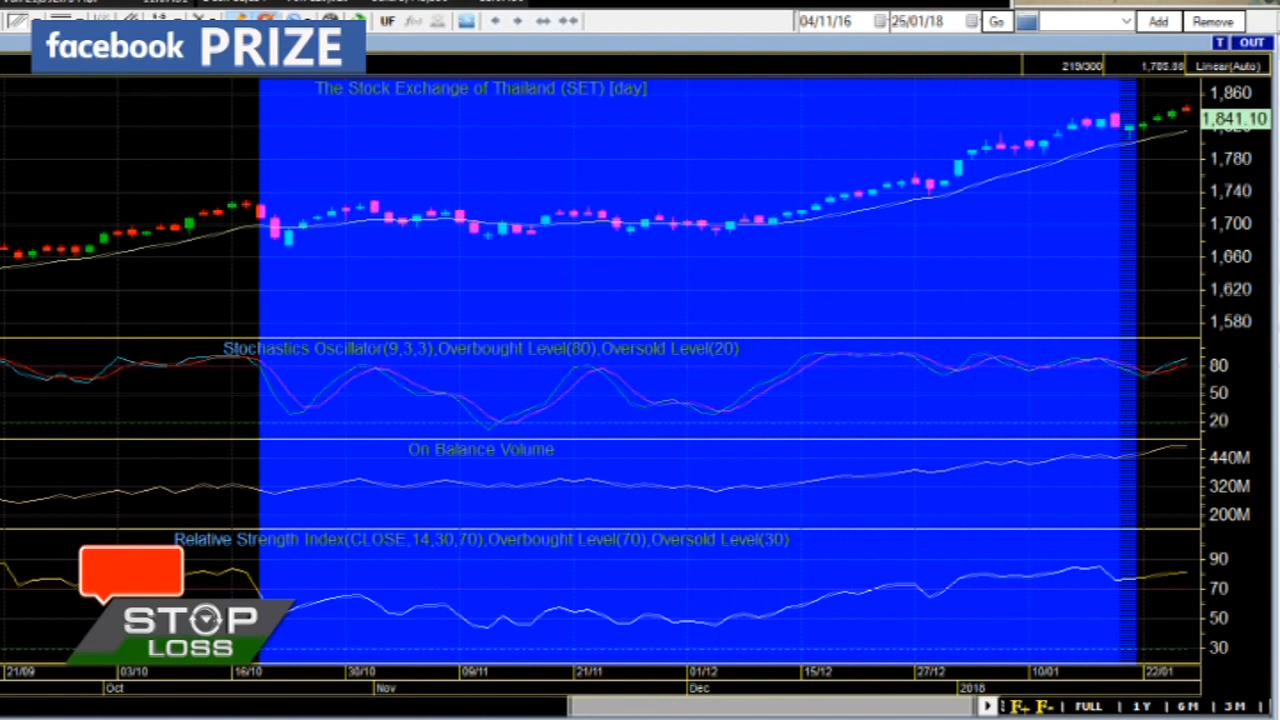 UF
04/11/16
25/01/18
Go
Add
Remove
facebook PRIZE
T
OUT
219/300
Linear(Auto)
The Stock Exchange of Thailand (SET) [day]
1,860
1,841.10
1,780
1,740
1,700
1,660
1,620
1,580
Stochastics Oscillator(9,3,3),Overbought Level(80),Oversold Level(20)
80
50
20
On Balance Volume
440M
320M
200M
Relative Strength Index(CLOSE,14,30,70),Overbought Level(70),Oversold Level(30)
90
70
50
30
STOP
LOSS
21/09
03/10
16/10
30/10
09/11
21/11
01/12
15/12
27/12
10/01
22/01
Oct
Nov
Dec
2018
F+ F- | FULL | 1Y | 6M | 3M |